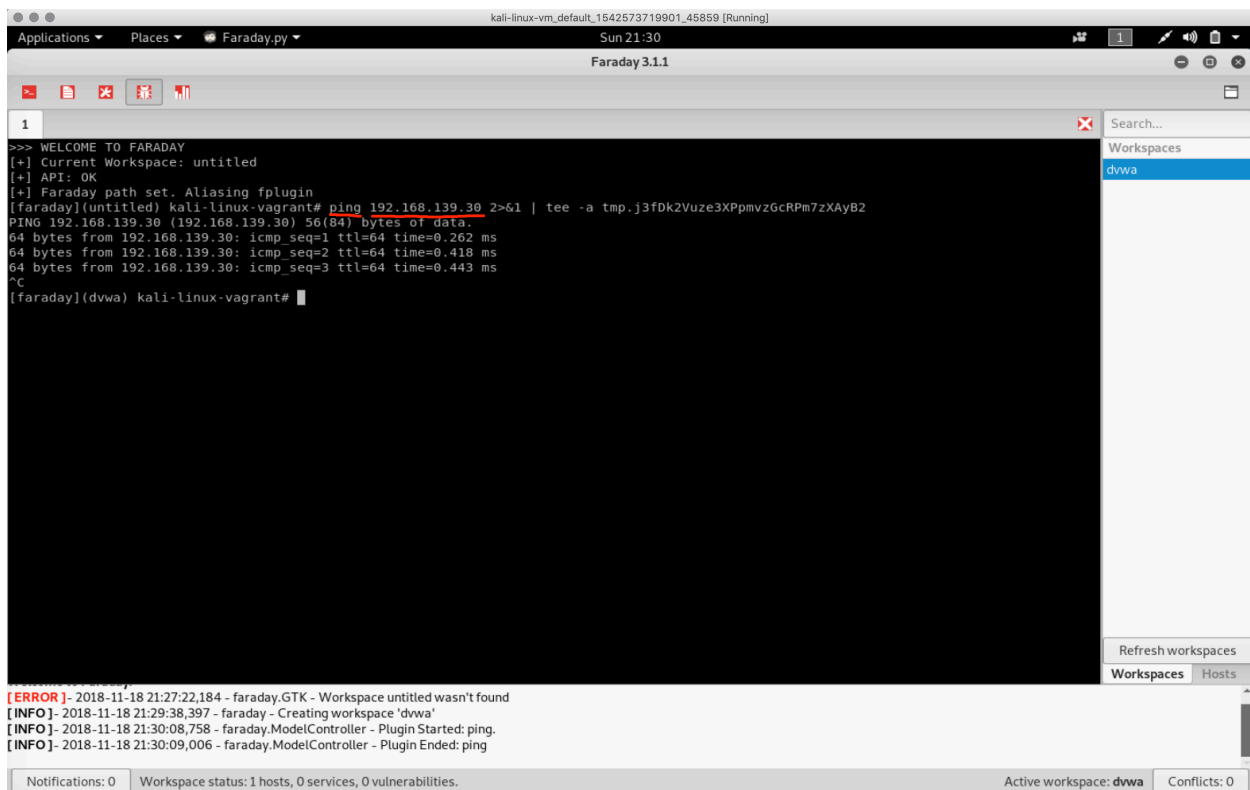 kali-linux-vm_default_1542573719901_45859 [Running]
Applications Places Faraday.py Sun 21:30 1
Faraday 3.1.1
1
Search...
Workspaces
dvwa
>>> WELCOME TO FARADAY
[+] Current Workspace: untitled
[+] API: OK
[+] Faraday path set. Aliasing fplugin
[faraday](untitled) kali-linux-vagrant# ping 192.168.139.30 2>&1 | tee -a tmp.j3fDk2Vuze3XPpmvzGcRPm7zXAyB2
PING 192.168.139.30 (192.168.139.30) 56(84) bytes of data.
64 bytes from 192.168.139.30: icmp_seq=1 ttl=64 time=0.262 ms
64 bytes from 192.168.139.30: icmp_seq=2 ttl=64 time=0.418 ms
64 bytes from 192.168.139.30: icmp_seq=3 ttl=64 time=0.443 ms
^C
[faraday](dvwa) kali-linux-vagrant#
Refresh workspaces
Workspaces Hosts
[ERROR]- 2018-11-18 21:27:22,184 - faraday.GTK - Workspace untitled wasn't found
[INFO]- 2018-11-18 21:29:38,397 - faraday - Creating workspace 'dvwa'
[INFO]- 2018-11-18 21:30:08,758 - faraday.ModelController - Plugin Started: ping.
[INFO]- 2018-11-18 21:30:09,006 - faraday.ModelController - Plugin Ended: ping
Notifications: 0 Workspace status: 1 hosts, 0 services, 0 vulnerabilities. Active workspace: dvwa Conflicts: 0